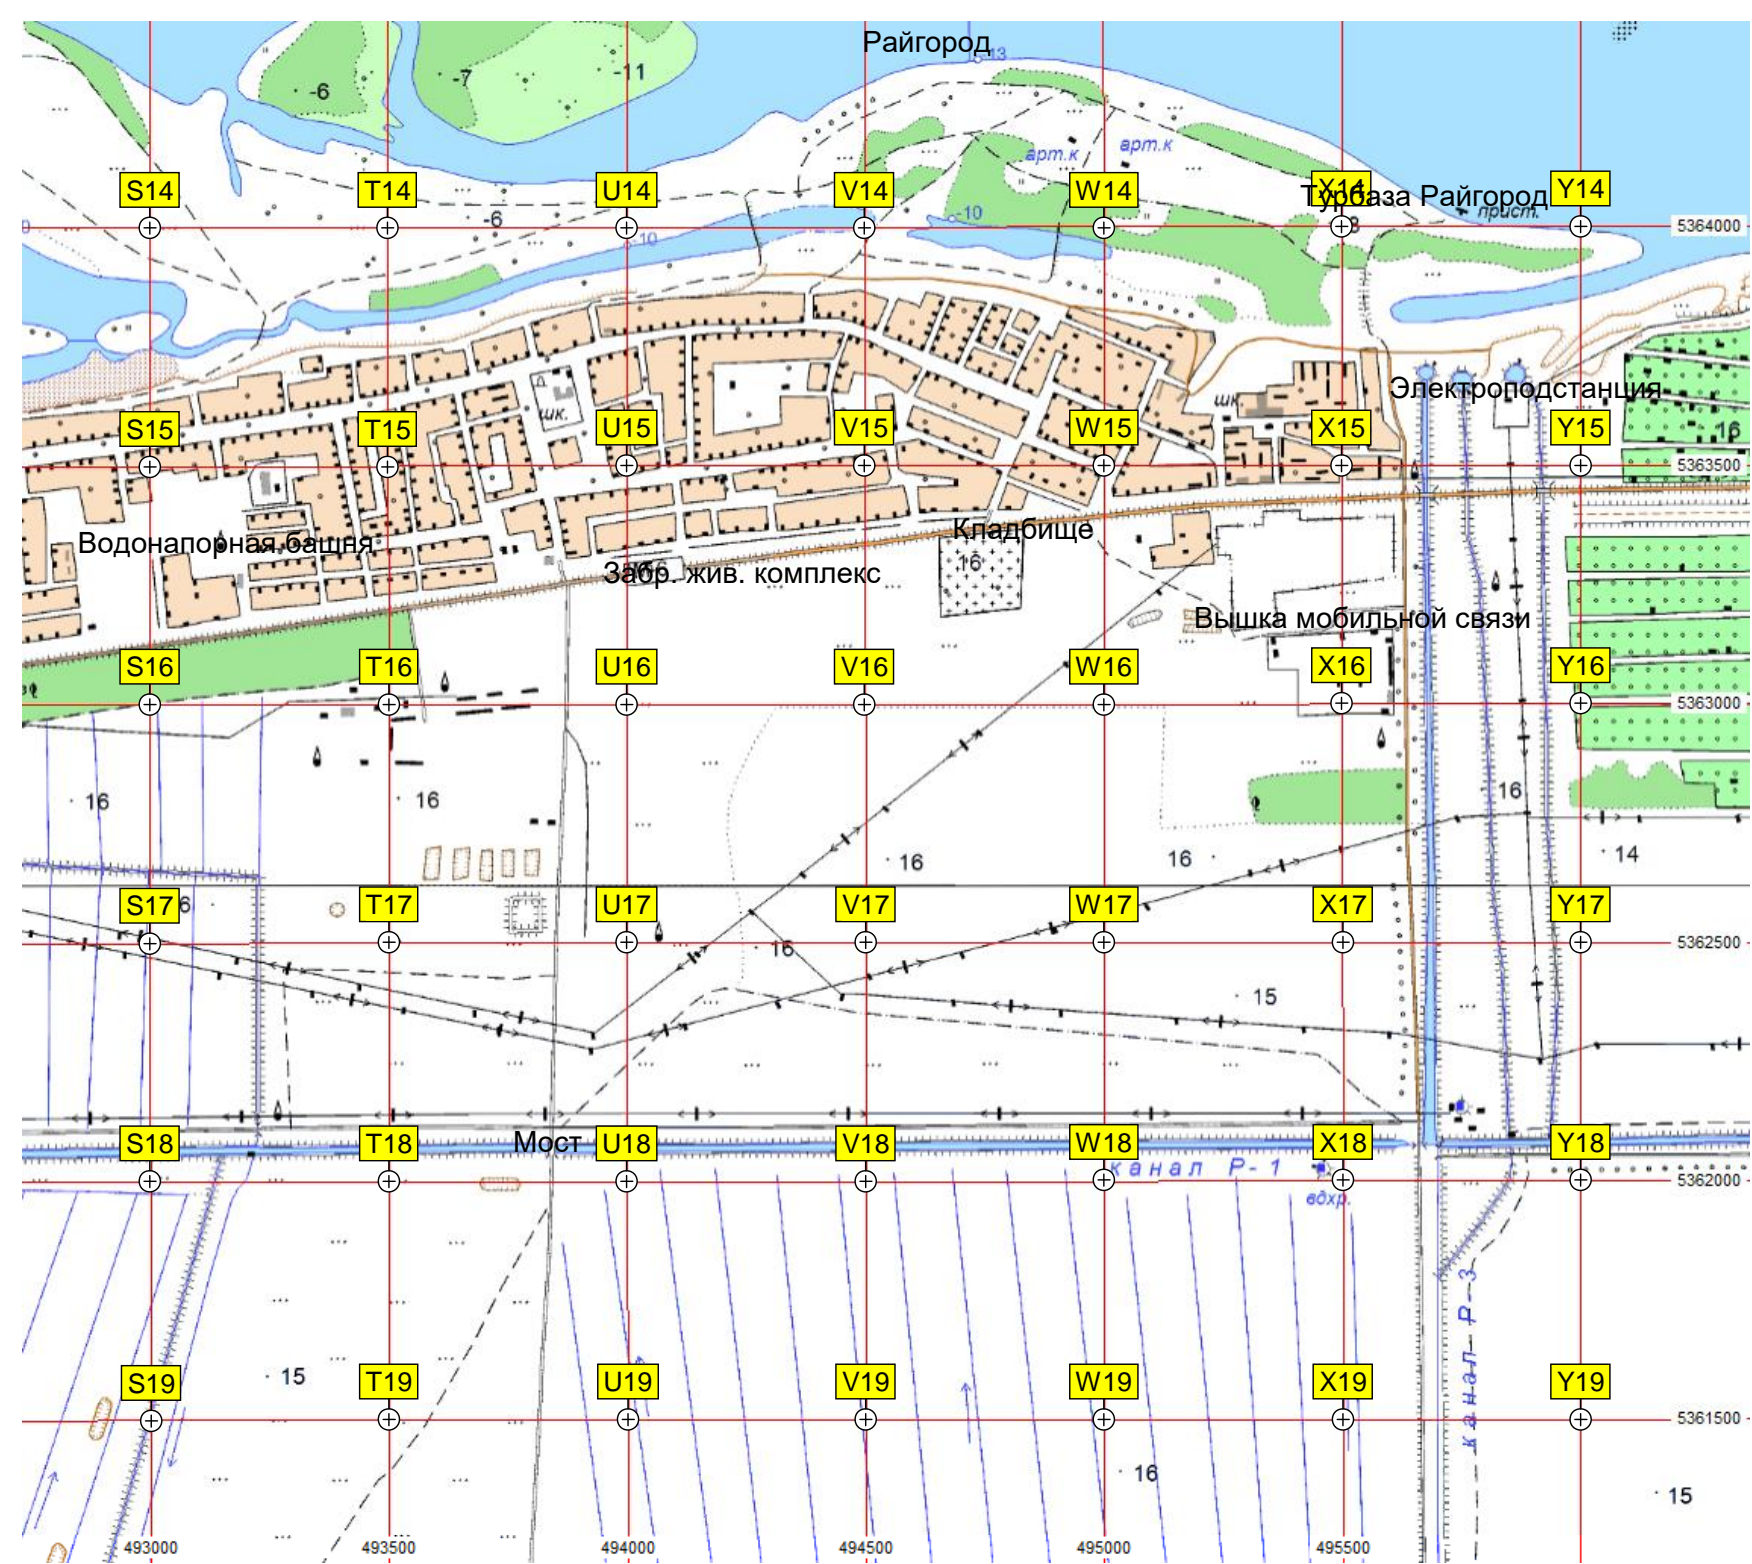 Райгород
-13
-6
-7
-11
арт.к
арт.к
S14
T14
U14
V14
W14
X14
Турбаза Райгород
Y14
прист.
-6
-10
-10
8
5364000
Электроподстанция
шк.
шк.
S15
T15
U15
V15
W15
X15
Y15
16
5363500
Водонапорная башня
Кладбище
Забр. жив. комплекс
16
Вышка мобильной связи
S16
T16
U16
V16
W16
X16
Y16
5363000
16
16
16
16
16
14
S17
6
T17
U17
V17
W17
X17
Y17
16
5362500
15
S18
T18
Мост
U18
V18
W18
X18
Y18
канал Р-1
вдхр.
5362000
канал Р-3
S19
15
T19
U19
V19
W19
X19
Y19
5361500
16
15
493000
493500
494000
494500
495000
495500